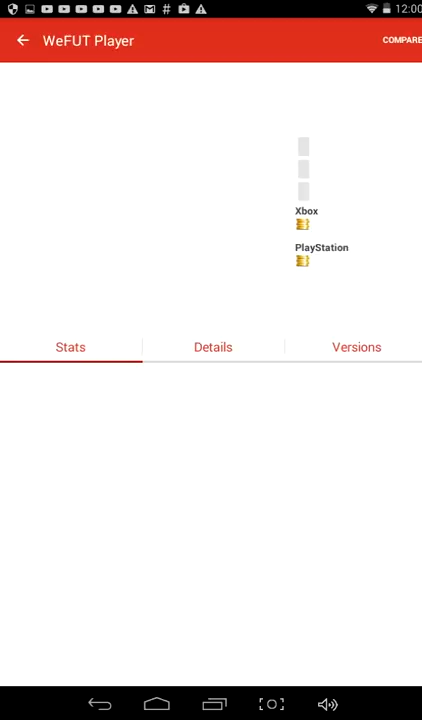 12:00
WeFUT Player
COMPARE
Xbox
PlayStation
Stats
Details
Versions